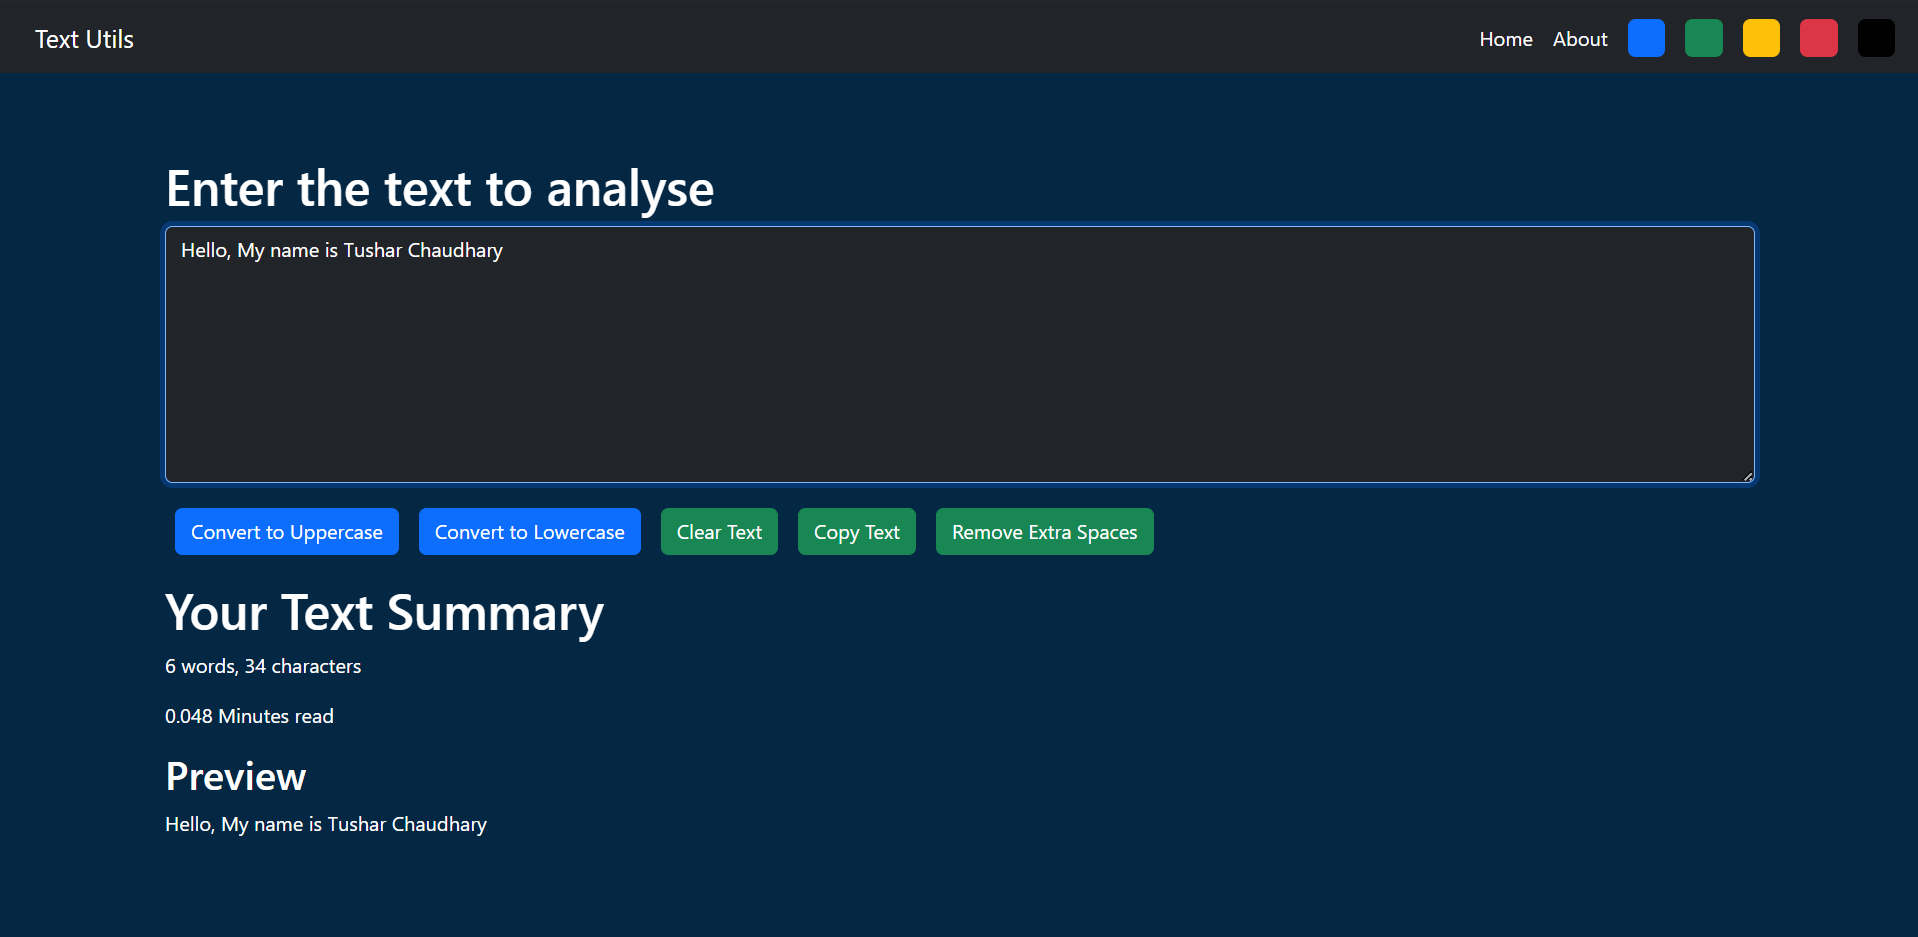 Text Utils Home About
Enter the text to analyse
Hello, My name is Tushar Chaudhary
Convert to Uppercase Convert to Lowercase Clear Text Copy Text Remove Extra Spaces
Your Text Summary
6 words, 34 characters
0.048 Minutes read
Preview
Hello, My name is Tushar Chaudhary